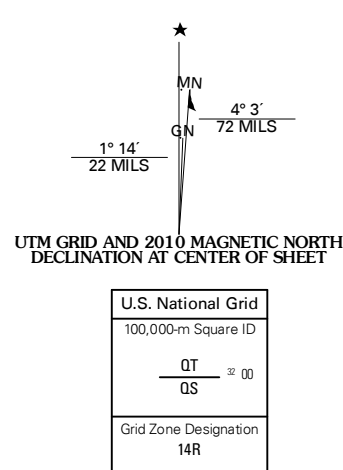 ★
MN
4° 3´
72 MILS
GN
1° 14´
22 MILS
UTM GRID AND 2010 MAGNETIC NORTH
DECLINATION AT CENTER OF SHEET
U.S. National Grid
100,000-m Square ID
QT
32 00
QS
Grid Zone Designation
14R